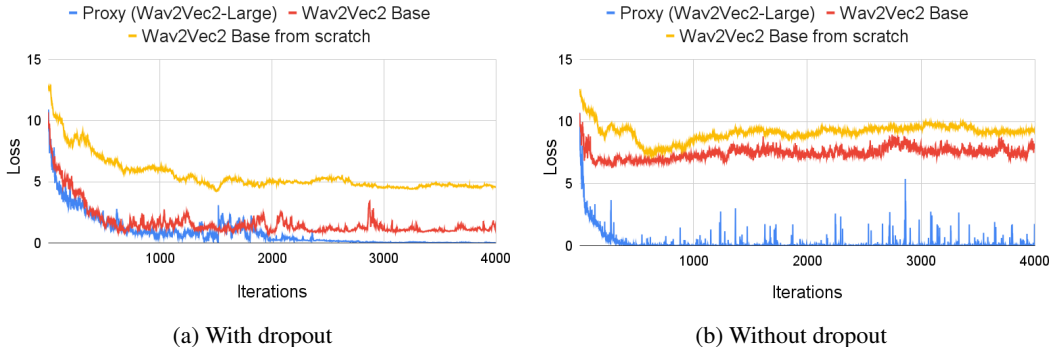 Proxy (Wav2Vec2-Large) Wav2Vec2 Base
Wav2Vec2 Base from scratch
15
10
5
0
Loss
1000 2000 3000 4000
Iterations
(a) With dropout
Proxy (Wav2Vec2-Large) Wav2Vec2 Base
Wav2Vec2 Base from scratch
15
10
5
0
Loss
1000 2000 3000 4000
Iterations
(b) Without dropout